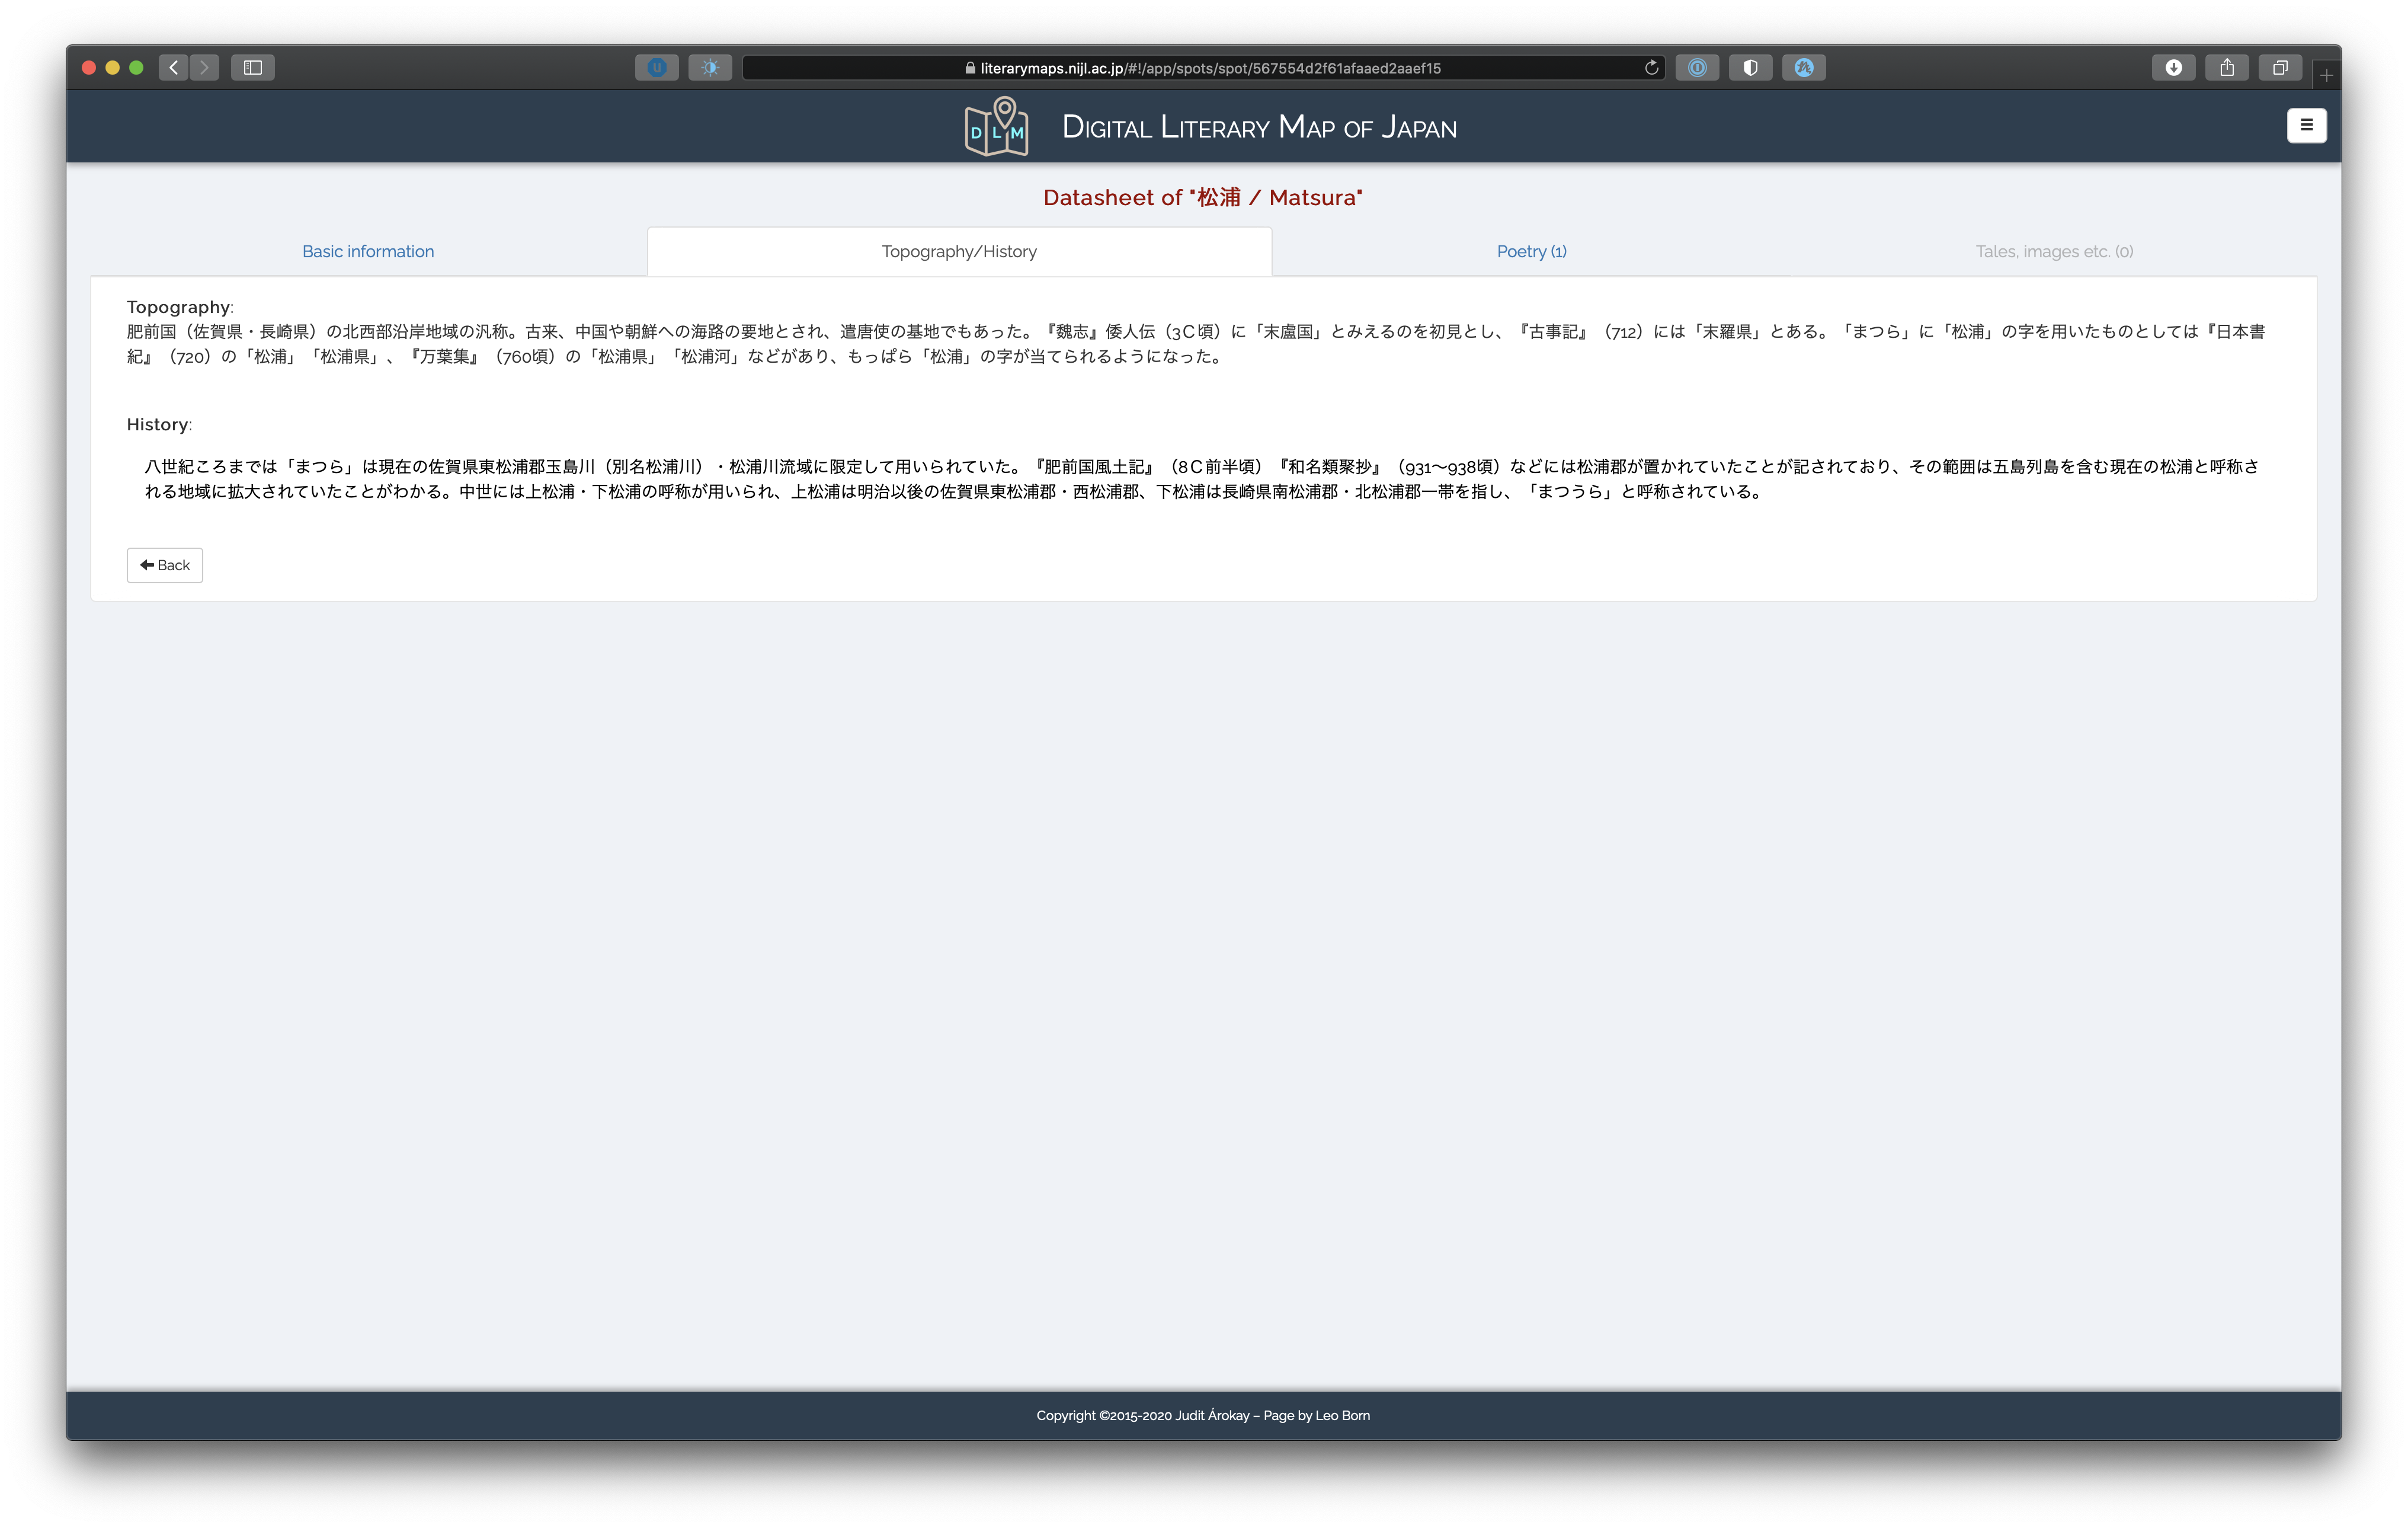 literarymaps.nijl.ac.jp/#!/app/spots/spot/567554d2f61afaaed2aaef15
D L M
Digital Literary Map of Japan
Datasheet of "松浦 / Matsura"
Basic information
Topography/History
Poetry (1)
Tales, images etc. (0)
Topography:
肥前国（佐賀県・長崎県）の北西部沿岸地域の汎称。古来、中国や朝鮮への海路の要地とされ、遣唐使の基地でもあった。『魏志』倭人伝（3Ｃ頃）に「末盧国」とみえるのを初見とし、『古事記』（712）には「末羅県」とある。「まつら」に「松浦」の字を用いたものとしては『日本書
紀』（720）の「松浦」「松浦県」、『万葉集』（760頃）の「松浦県」「松浦河」などがあり、もっぱら「松浦」の字が当てられるようになった。
History:
八世紀ころまでは「まつら」は現在の佐賀県東松浦郡玉島川（別名松浦川）・松浦川流域に限定して用いられていた。『肥前国風土記』（8Ｃ前半頃）『和名類聚抄』（931〜938頃）などには松浦郡が置かれていたことが記されており、その範囲は五島列島を含む現在の松浦と呼称さ
れる地域に拡大されていたことがわかる。中世には上松浦・下松浦の呼称が用いられ、上松浦は明治以後の佐賀県東松浦郡・西松浦郡、下松浦は長崎県南松浦郡・北松浦郡一帯を指し、「まつうら」と呼称されている。
Back
Copyright ©2015-2020 Judit Árokay – Page by Leo Born